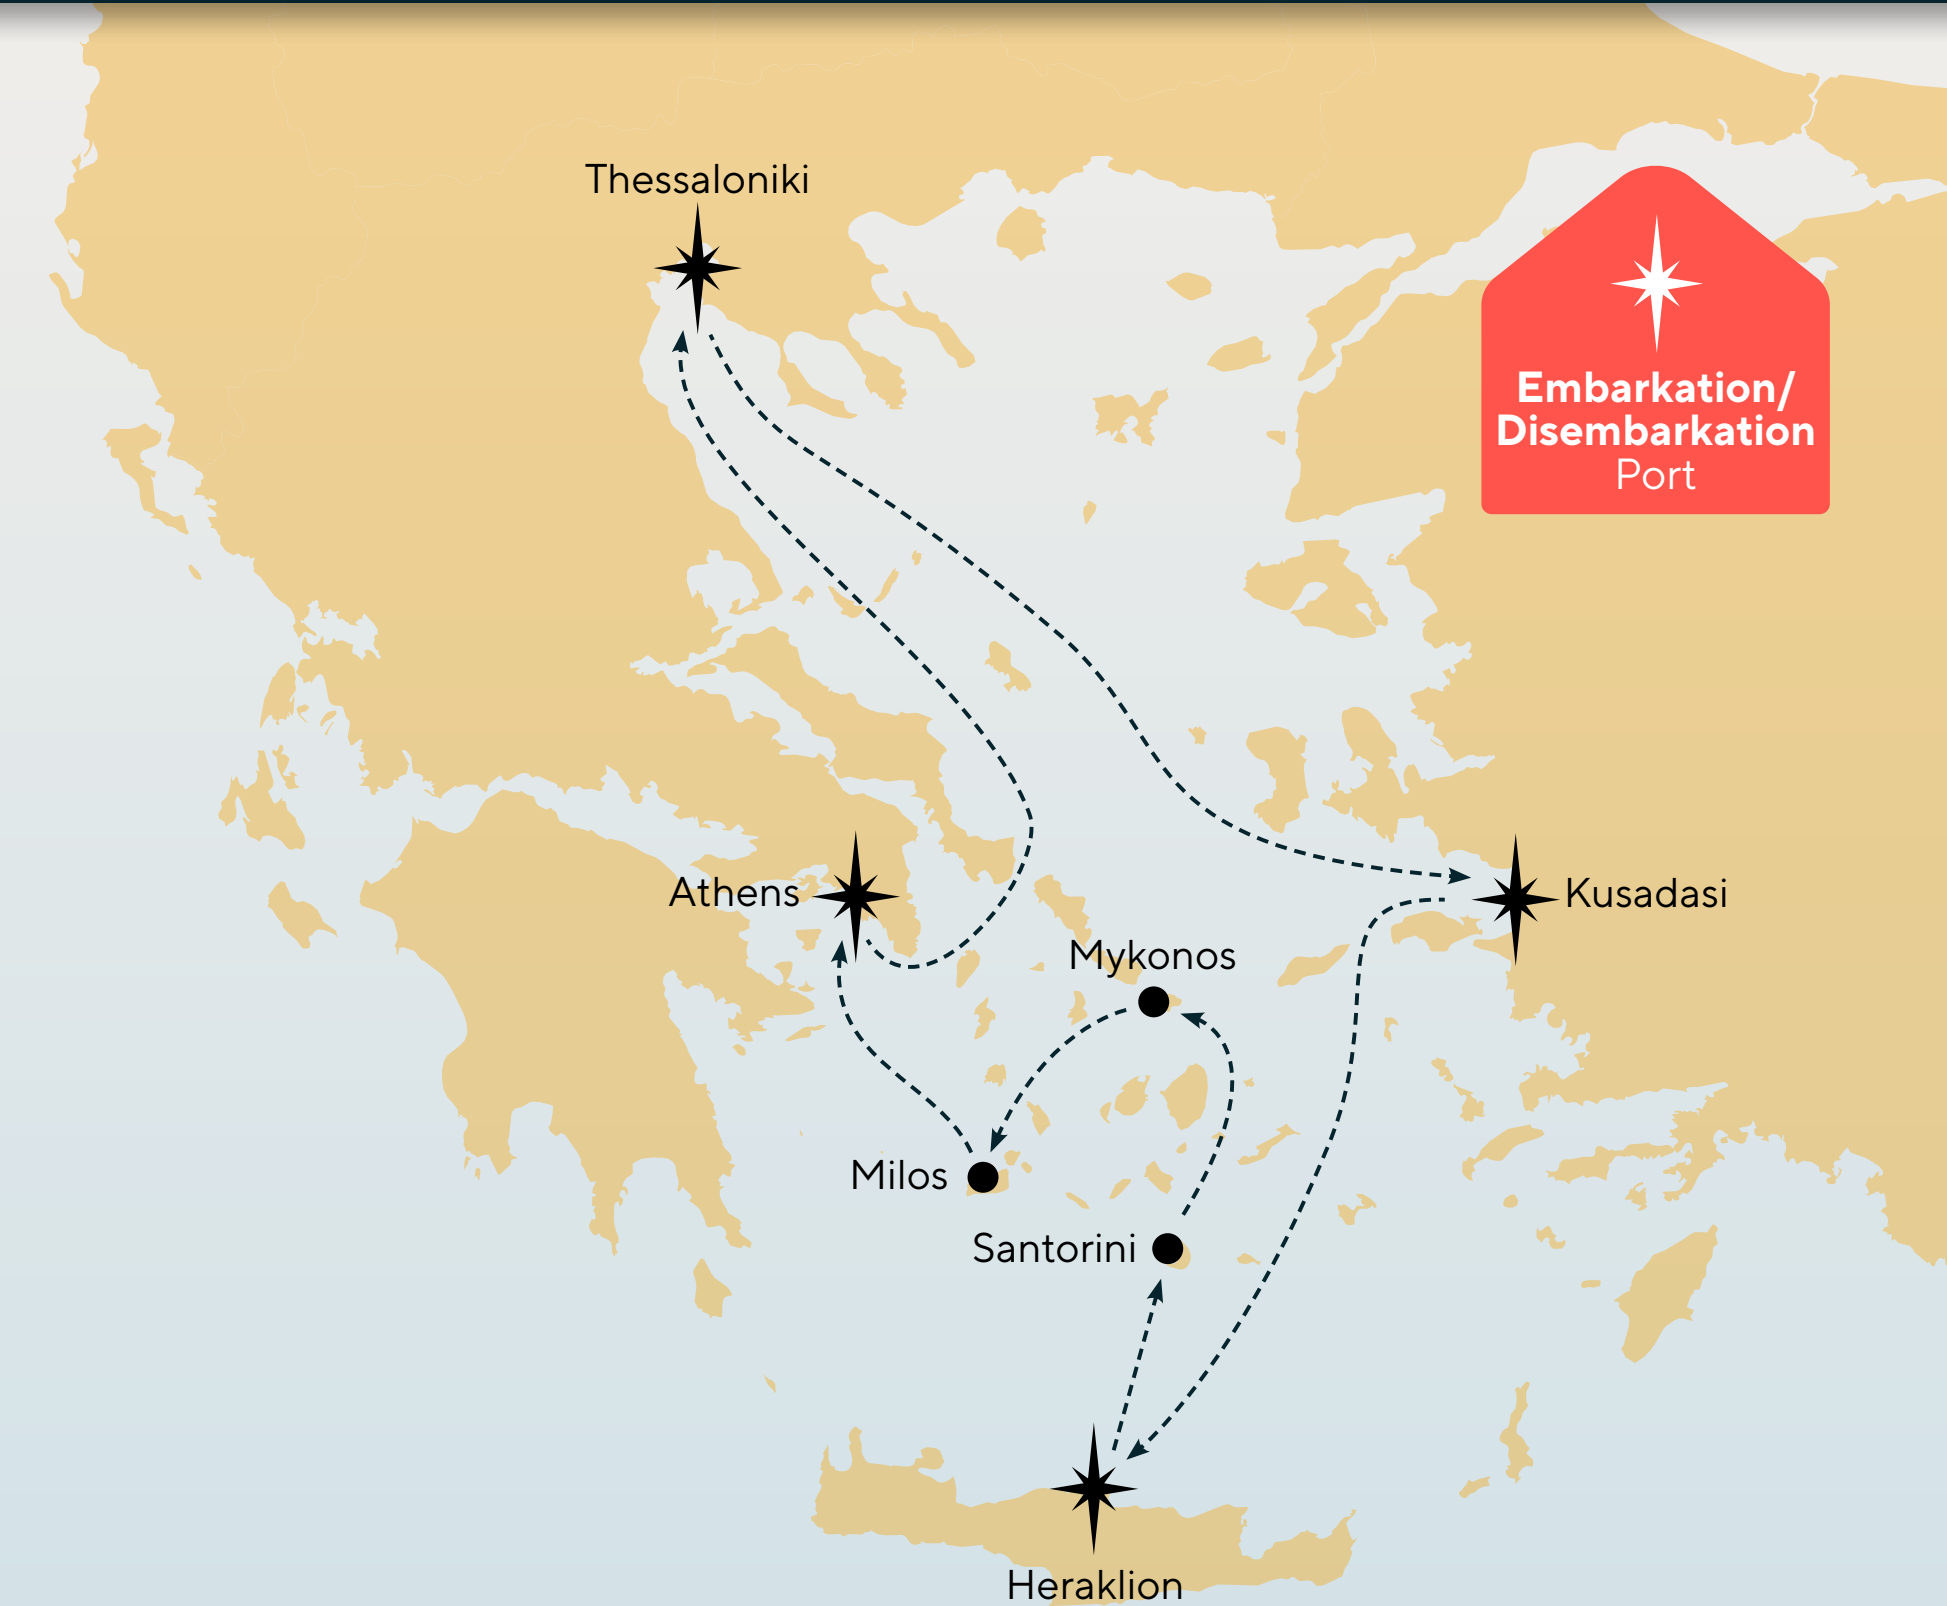 Thessaloniki
Embarkation/
Disembarkation
Port
Athens
Kusadasi
Mykonos
Milos
Santorini
Heraklion